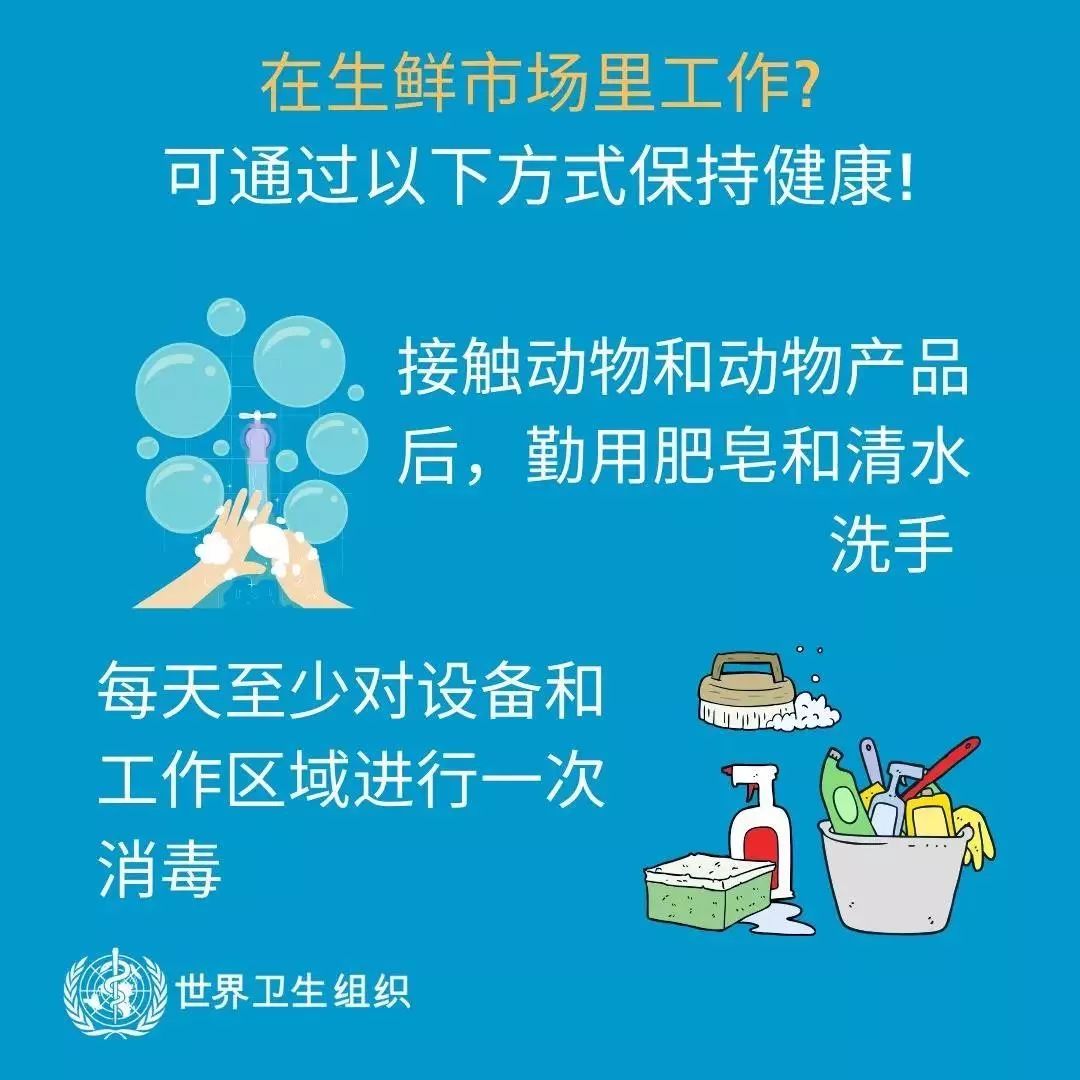 在生鲜市场里工作?
可通过以下方式保持健康!
接触动物和动物产品
后，勤用肥皂和清水
洗手
每天至少对设备和
工作区域进行一次
消毒
世界卫生组织